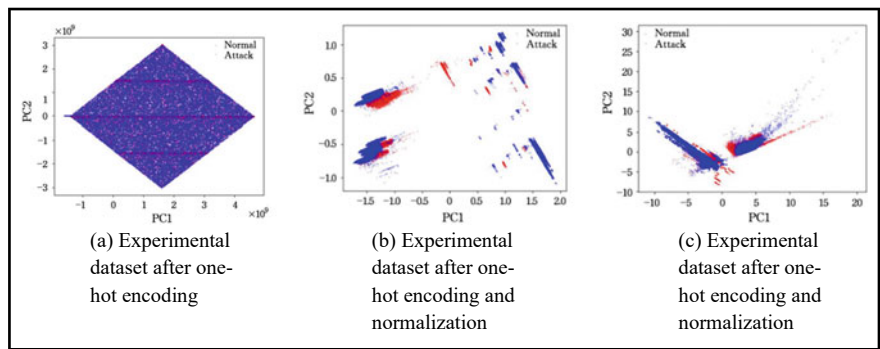 ×10⁹
Normal
Attack
3
2
1
0
−1
−2
−3
PC2
−1
0
1
2
3
4
×10⁹
PC1
(a) Experimental
dataset after one-
hot encoding
Normal
Attack
1.0
0.5
0.0
−0.5
−1.0
PC2
−1.5
−1.0
−0.5
0.0
0.5
1.0
1.5
2.0
PC1
(b) Experimental
dataset after one-
hot encoding and
normalization
Normal
Attack
30
25
20
15
10
5
0
−5
−10
PC2
−10
−5
0
5
10
15
20
PC1
(c) Experimental
dataset after one-
hot encoding and
normalization